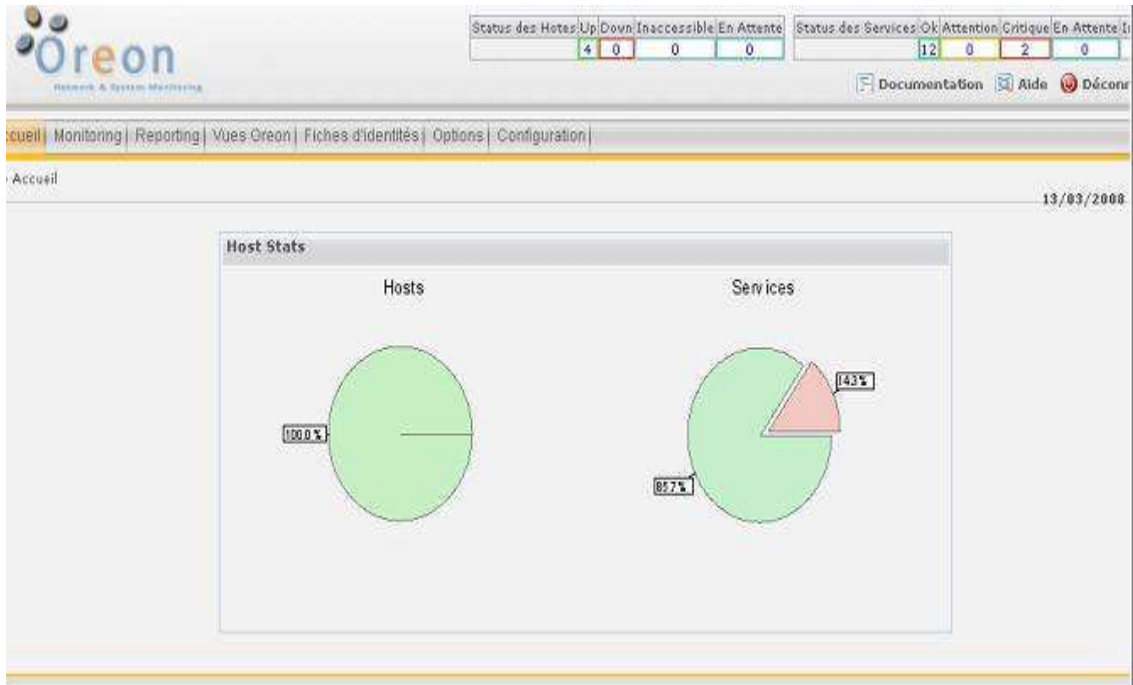 Oreon
Network & System Monitoring
Status des Hotes Up Down Inaccessible En Attente
4 0 0 0
Status des Services Ok Attention Critique En Attente
12 0 2 0
Documentation Aide Déconn
ccueil Monitoring Reporting Vues Oreon Fiches d'identités Options Configuration
Accueil
13/03/2008
Host Stats
Hosts
Services
100.0 %
14.3 %
85.7 %